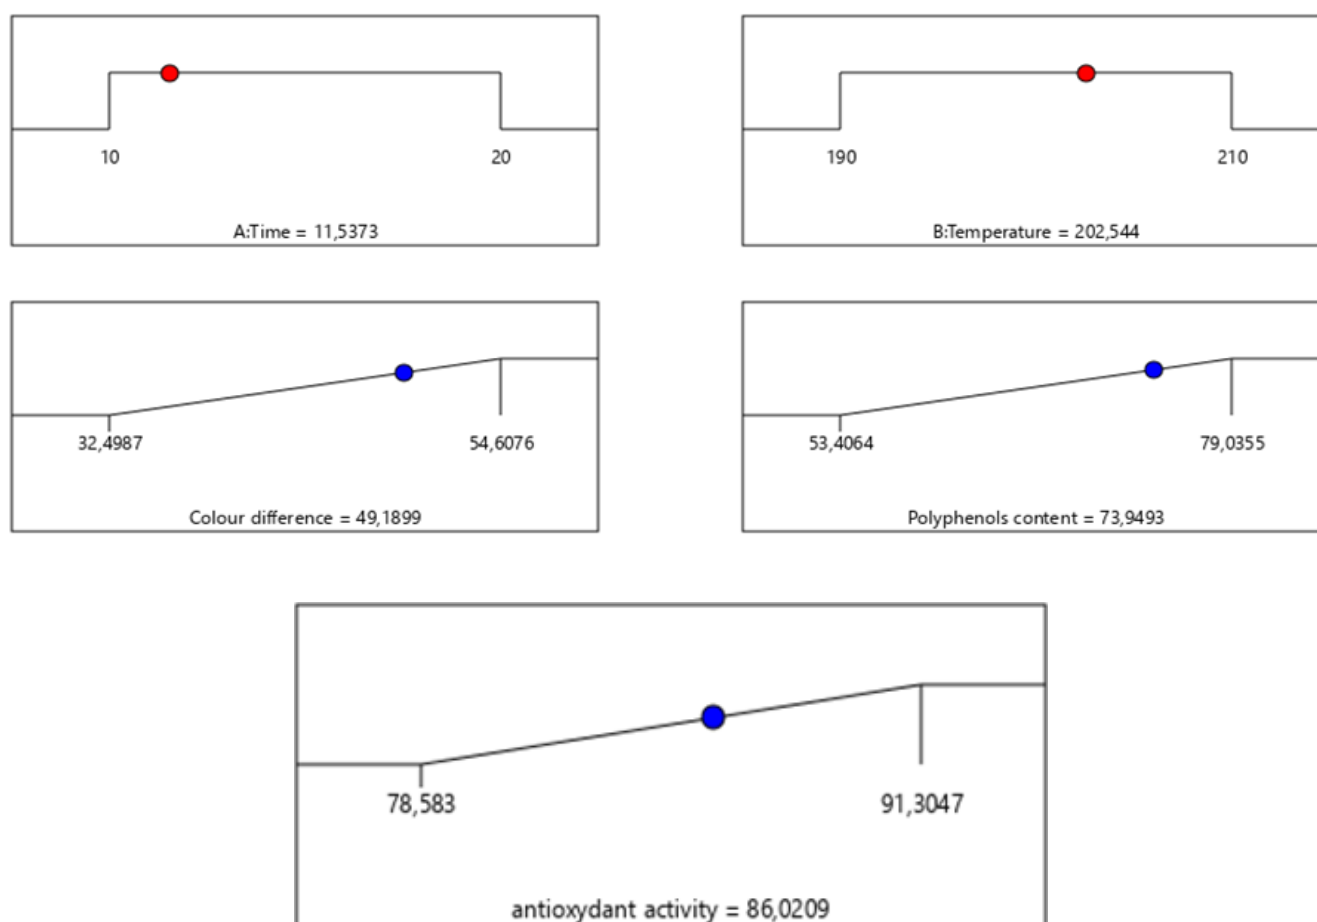 10 20
A:Time = 11,5373
190 210
B:Temperature = 202,544
32,4987 54,6076
Colour difference = 49,1899
53,4064 79,0355
Polyphenols content = 73,9493
78,583 91,3047
antioxydant activity = 86,0209